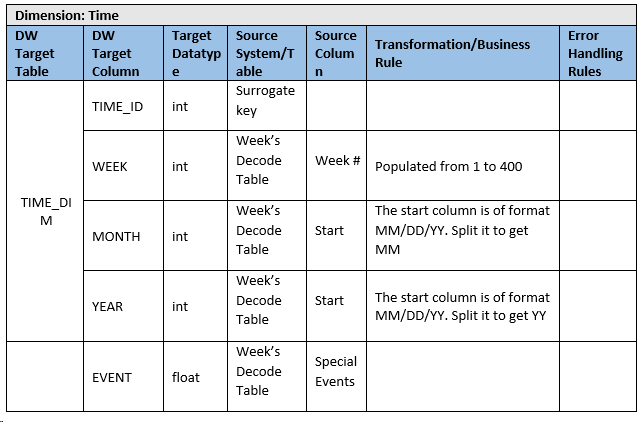 Dimension: Time
DW
Target
Table
DW
Target
Column
Target
Datatyp
e
Source
System/T
able
Source
Colum
n
Transformation/Business
Rule
Error
Handling
Rules
TIME_DI
M
TIME_ID
int
Surrogate
key
WEEK
int
Week's
Decode
Table
Week #
Populated from 1 to 400
MONTH
int
Week's
Decode
Table
Start
The start column is of format
MM/DD/YY. Split it to get
MM
YEAR
int
Week's
Decode
Table
Start
The start column is of format
MM/DD/YY. Split it to get YY
EVENT
float
Week's
Decode
Table
Special
Events